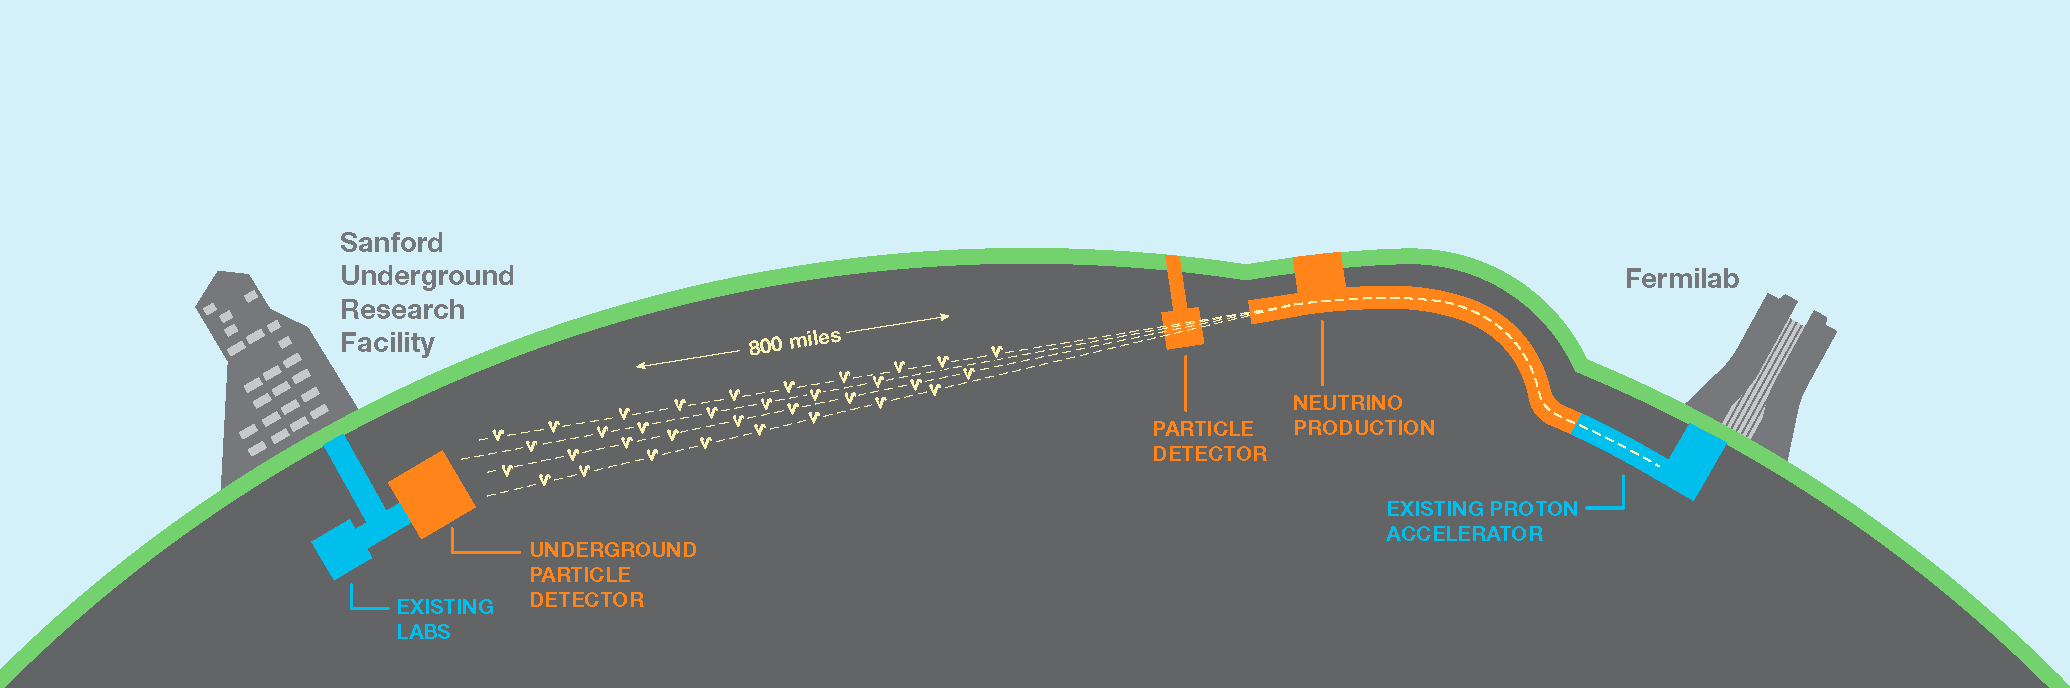 Sanford
Underground
Research
Facility
Fermilab
800 miles
PARTICLE
DETECTOR
NEUTRINO
PRODUCTION
EXISTING PROTON
ACCELERATOR
UNDERGROUND
PARTICLE
DETECTOR
EXISTING
LABS